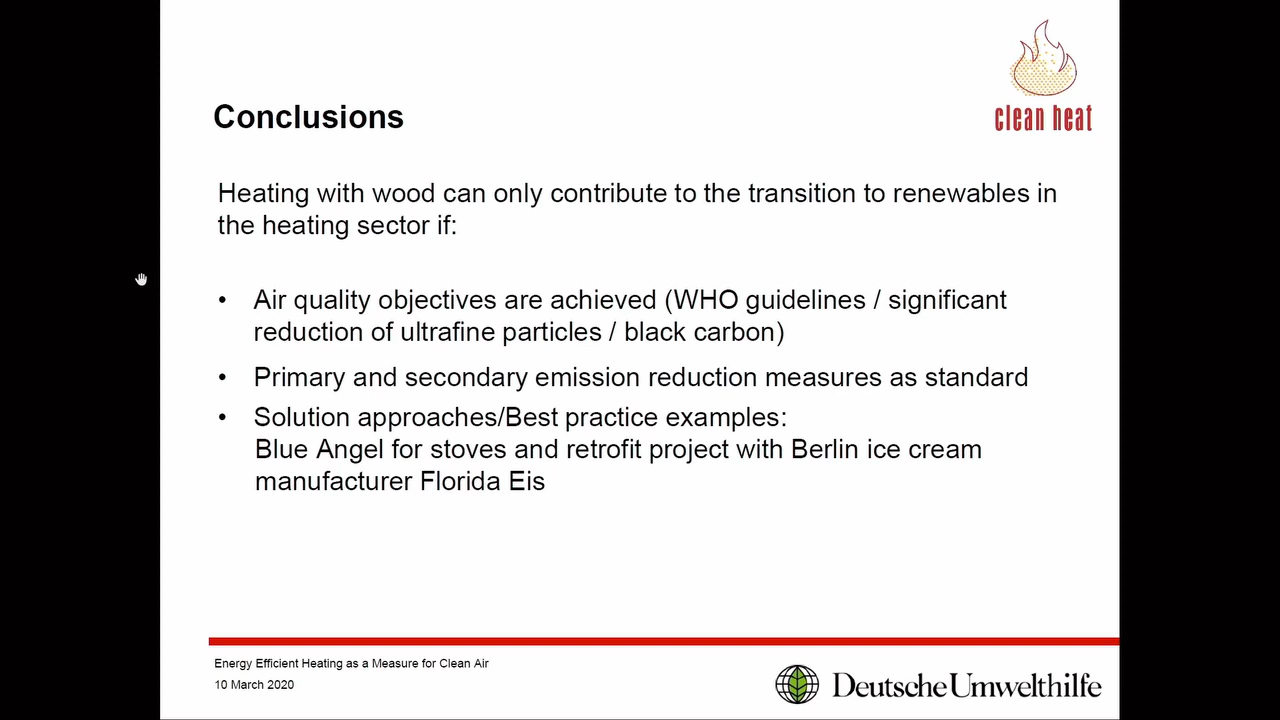 clean heat
Conclusions
Heating with wood can only contribute to the transition to renewables in
the heating sector if:
• Air quality objectives are achieved (WHO guidelines / significant
reduction of ultrafine particles / black carbon)
• Primary and secondary emission reduction measures as standard
• Solution approaches/Best practice examples:
Blue Angel for stoves and retrofit project with Berlin ice cream
manufacturer Florida Eis
Energy Efficient Heating as a Measure for Clean Air
10 March 2020
Deutsche Umwelthilfe